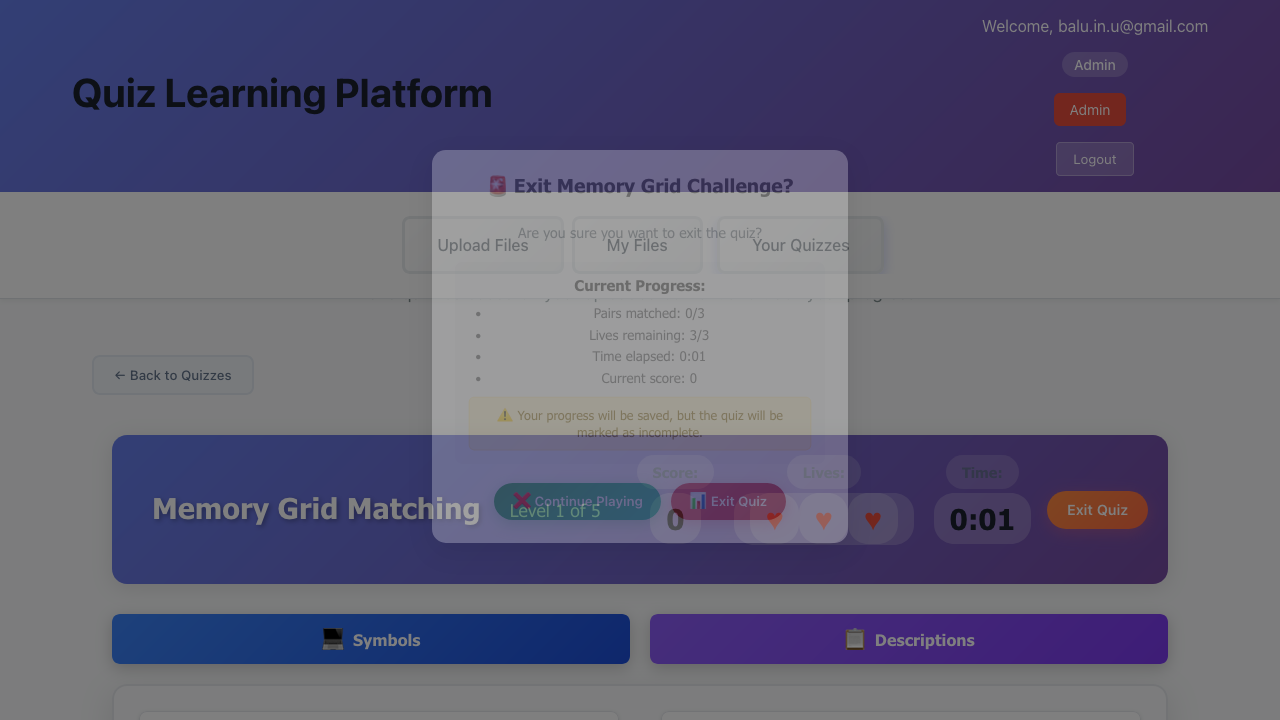 Welcome, balu.in.u@gmail.com
Admin
Quiz Learning Platform
Admin
Logout
🚨 Exit Memory Grid Challenge?
Are you sure you want to exit the quiz?
Upload Files
My Files
Your Quizzes
Current Progress:
• Pairs matched: 0/3
• Lives remaining: 3/3
• Time elapsed: 0:01
• Current score: 0
← Back to Quizzes
⚠️ Your progress will be saved, but the quiz will be
marked as incomplete.
Score:
Lives:
Time:
❌ Continue Playing
📊 Exit Quiz
Memory Grid Matching
Level 1 of 5
0
0:01
Exit Quiz
Symbols
Descriptions